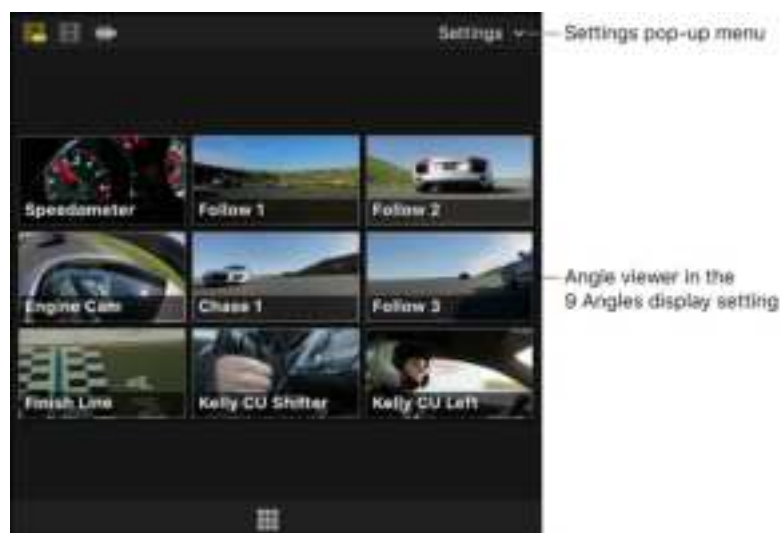 Settings
Settings pop-up menu
Speedometer
Follow 1
Follow 2
Engine Cam
Chase 1
Follow 3
Angle viewer in the
9 Angles display setting
Finish Line
Kelly CU Shifter
Kelly CU Left